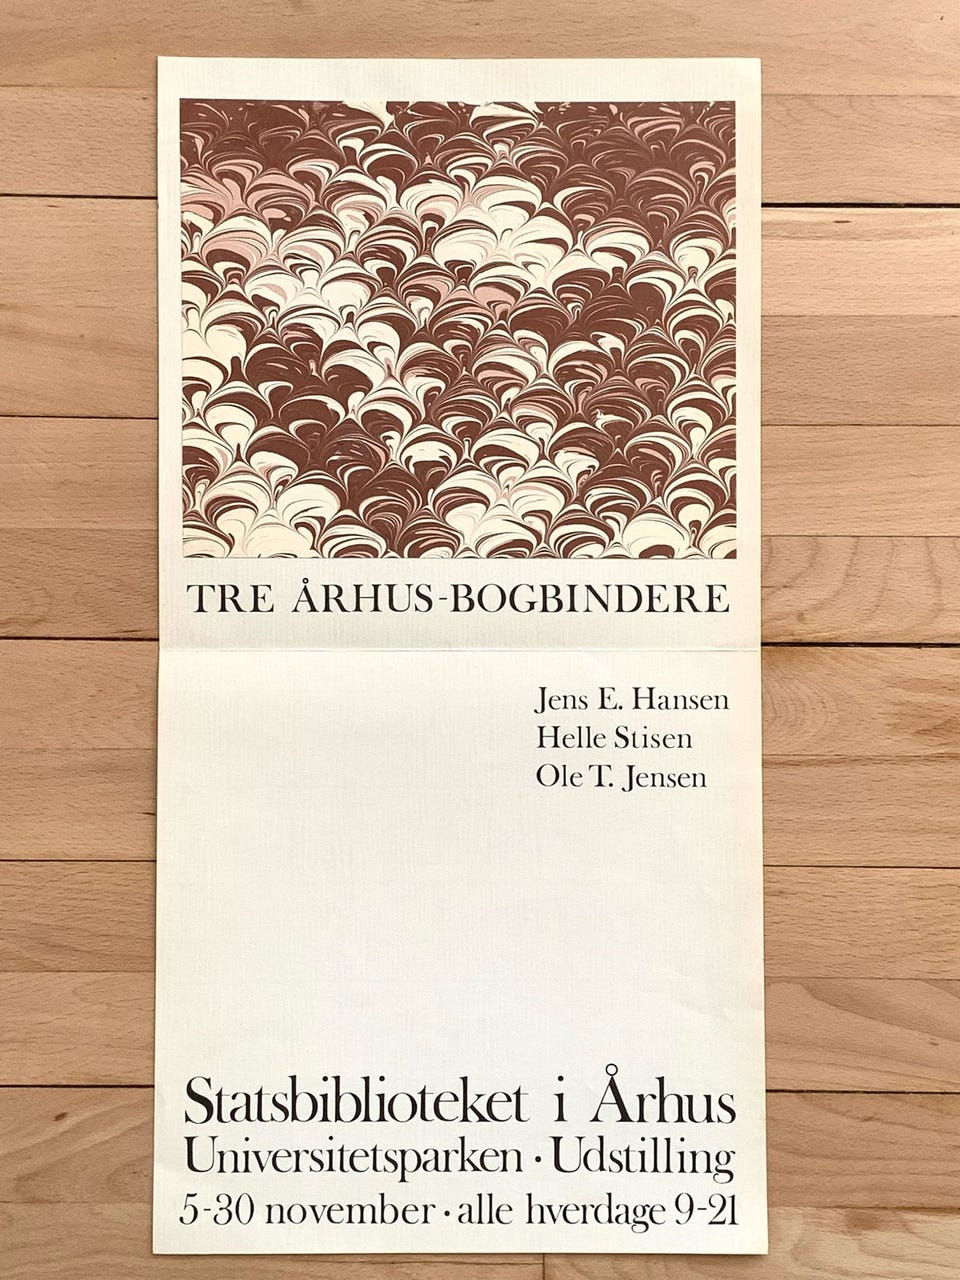 TRE ÅRHUS-BOGBINDERE
Jens E. Hansen
Helle Stisen
Ole T. Jensen
Statsbiblioteket i Århus
Universitetsparken · Udstilling
5-30 november · alle hverdage 9-21